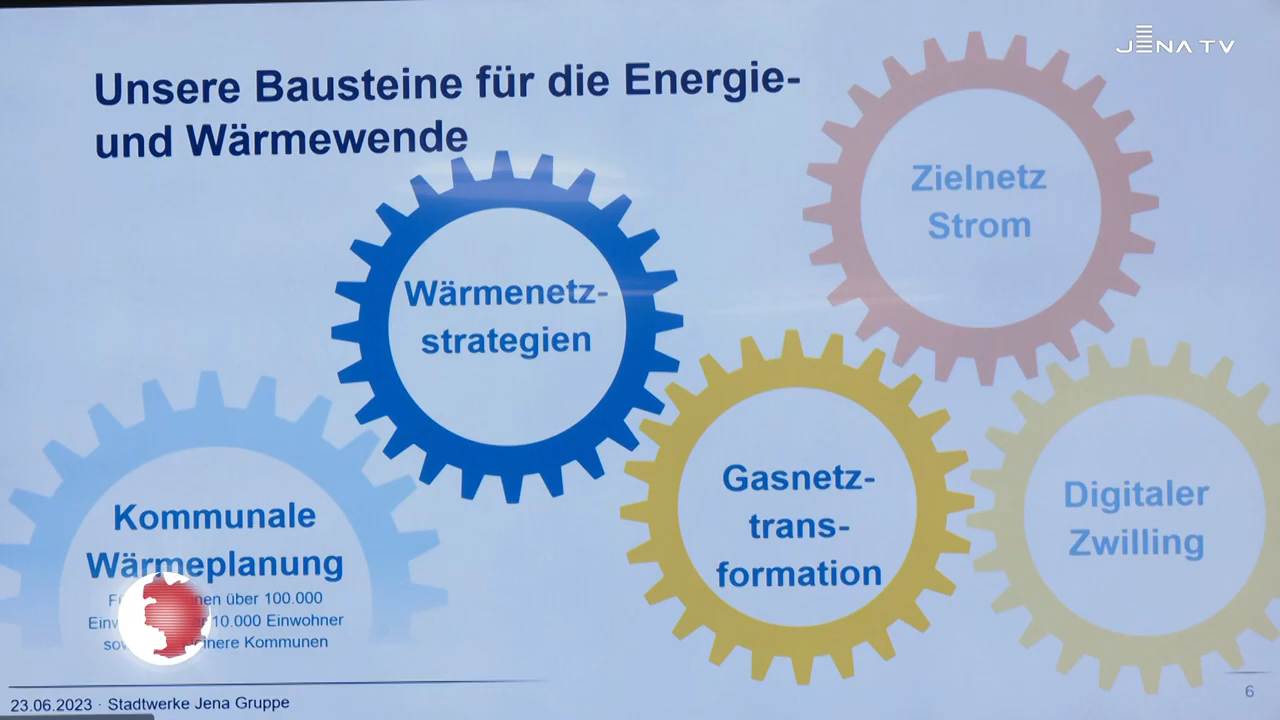 JENA TV
Unsere Bausteine für die Energie-
und Wärmewende
Zielnetz
Strom
Wärmenetz-
strategien
Gasnetz-
trans-
formation
Digitaler
Zwilling
Kommunale
Wärmeplanung
über 100.000
10.000 Einwohner
Kommunen
23.06.2023 · Stadtwerke Jena Gruppe
6